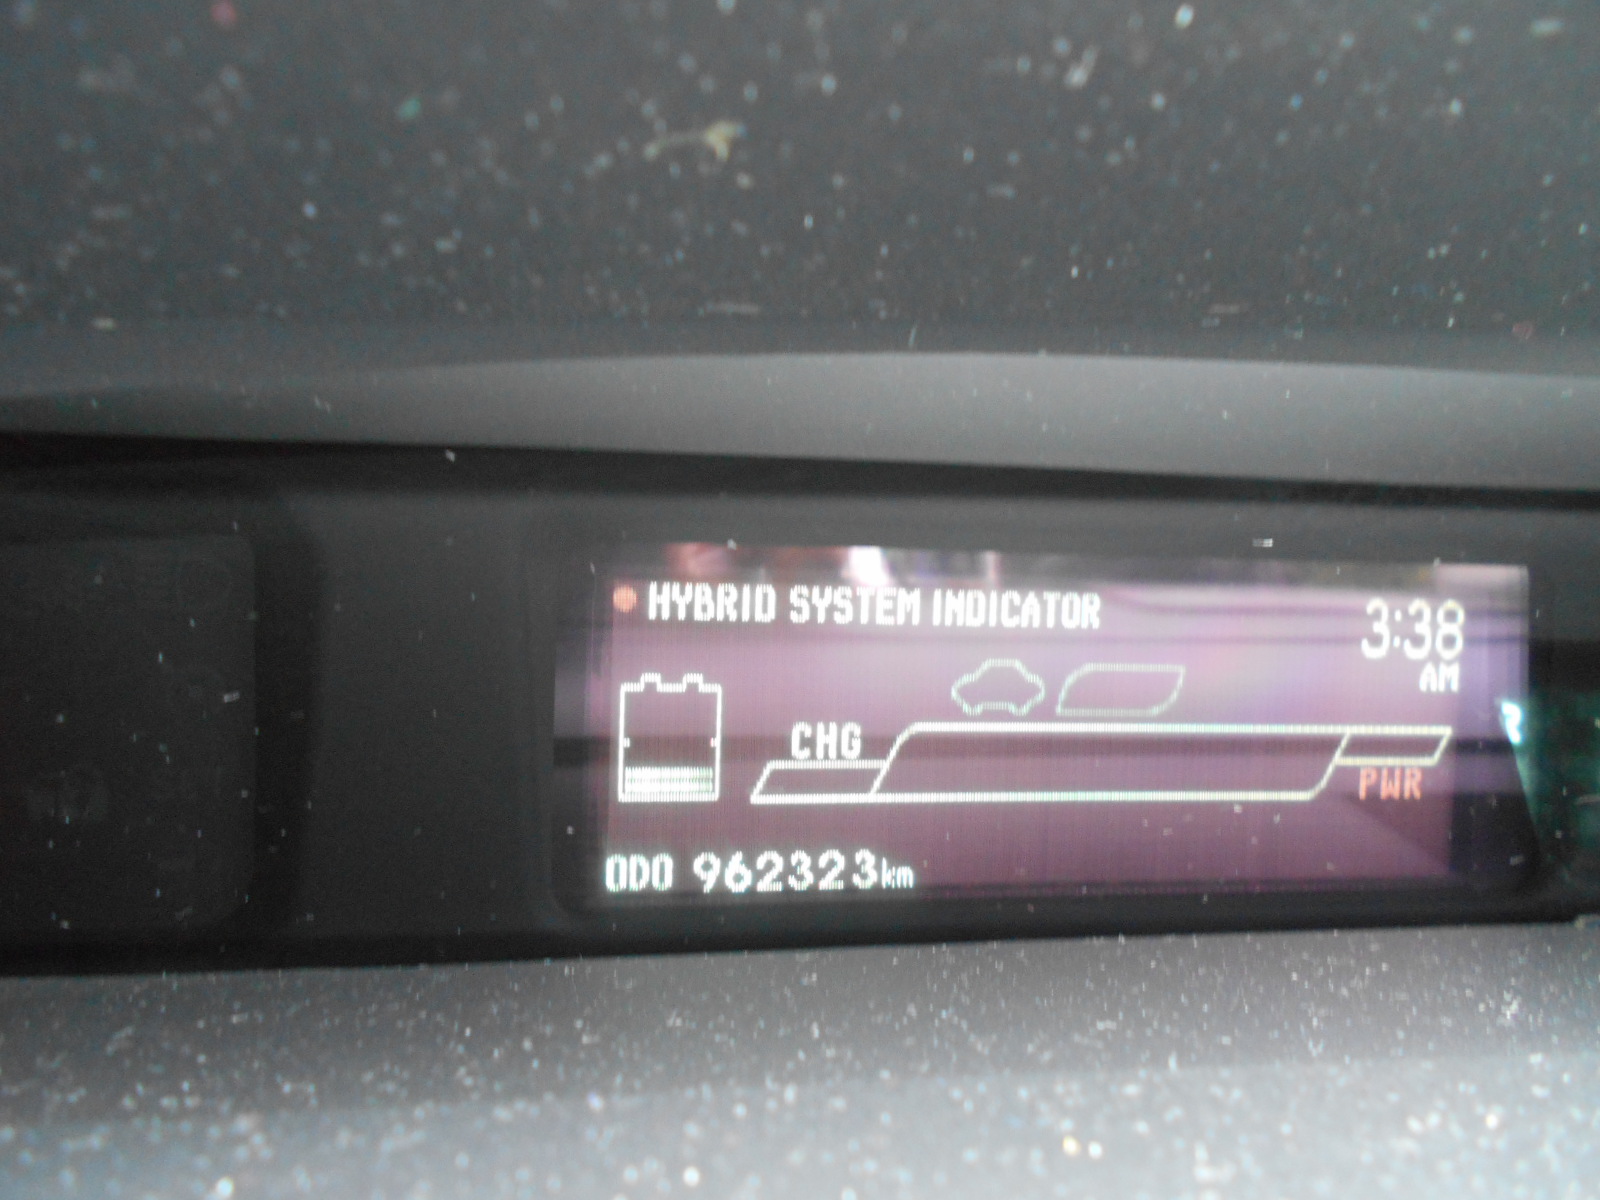 HYBRID SYSTEM INDICATOR
3:38
AM
CHG
PWR
ODO 962323km